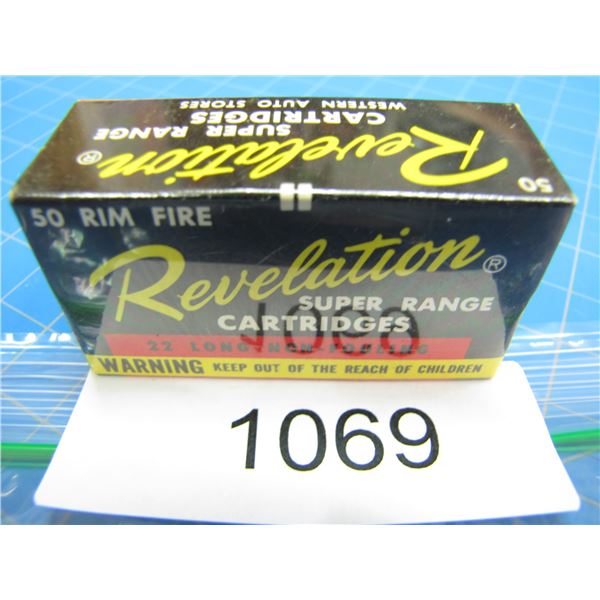 50
Revelation®
SUPER RANGE
CARTRIDGES
WESTERN AUTO STORES
50 RIM FIRE
Revelation®
SUPER RANGE
CARTRIDGES
22 LONG NON-FOULING
WARNING KEEP OUT OF THE REACH OF CHILDREN
1069